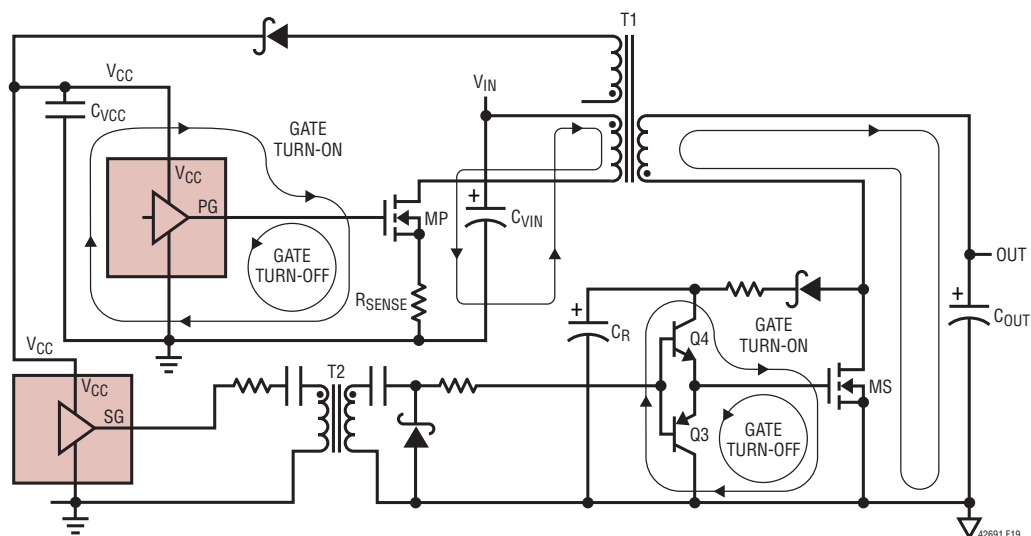 T1
V_CC
C_VCC
GATE
TURN-ON
V_IN
V_CC
PG
MP
+
C_VIN
GATE
TURN-OFF
R_SENSE
OUT
+
C_OUT
+
C_R
Q4
GATE
TURN-ON
MS
V_CC
V_CC
SG
T2
Q3
GATE
TURN-OFF
42691 F19